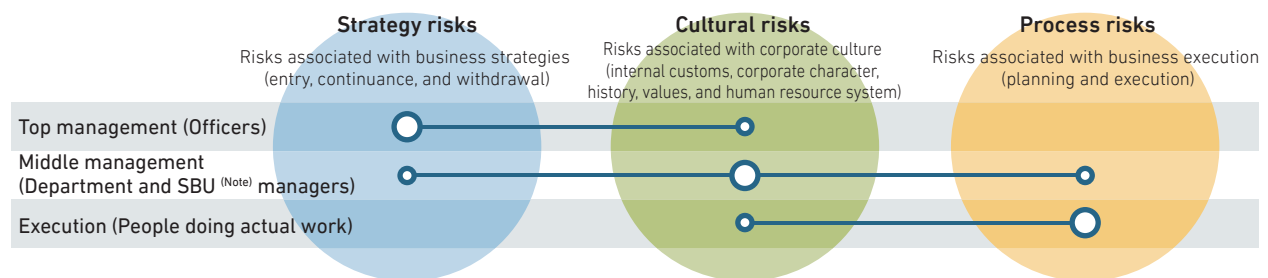 Strategy risks
Risks associated with business strategies
(entry, continuance, and withdrawal)
Cultural risks
Risks associated with corporate culture
(internal customs, corporate character,
history, values, and human resource system)
Process risks
Risks associated with business execution
(planning and execution)
Top management (Officers)
Middle management
(Department and SBU (Note) managers)
Execution (People doing actual work)